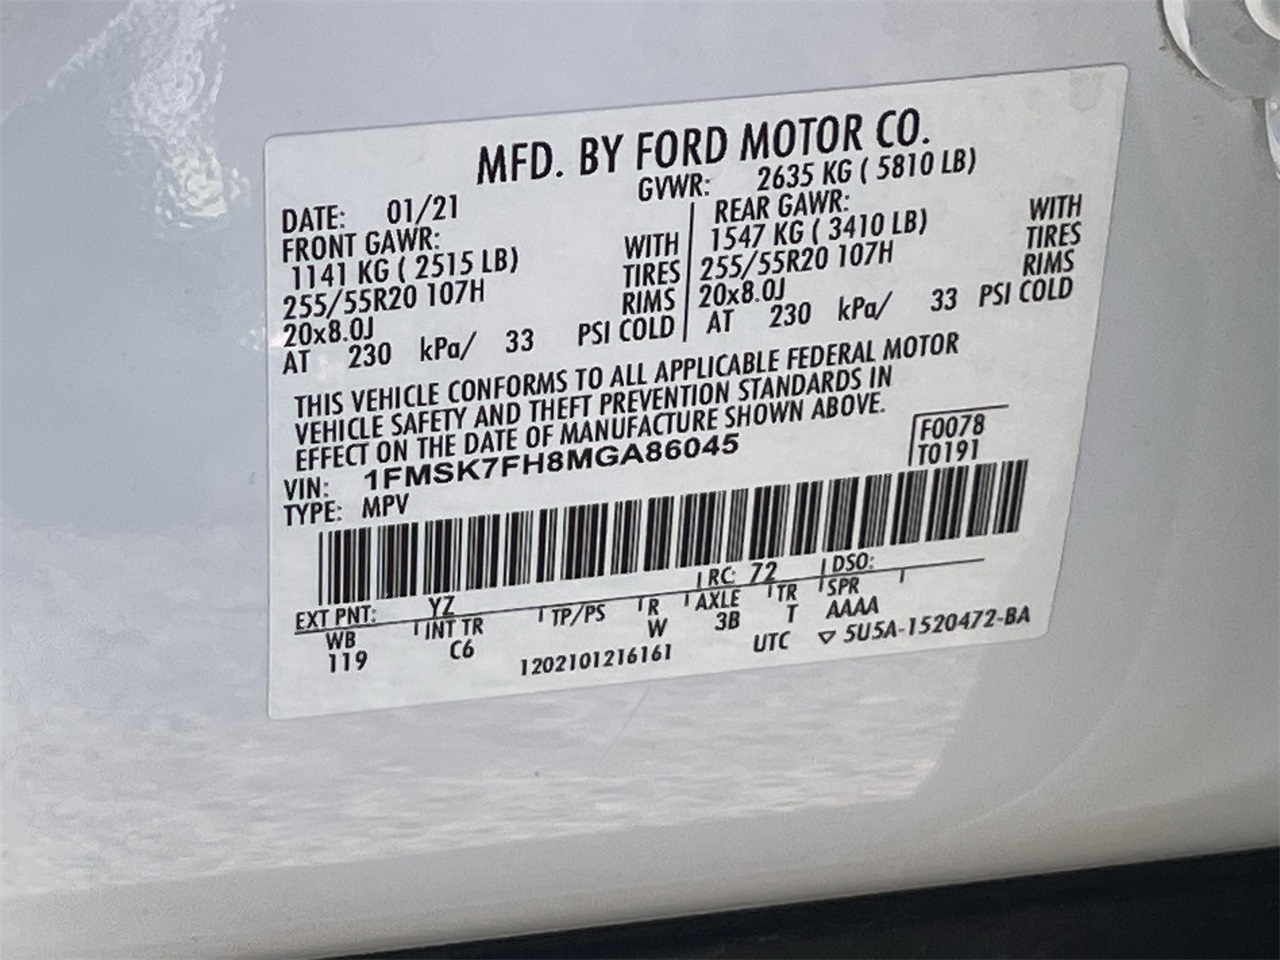 MFD. BY FORD MOTOR CO.
DATE: 01/21 GVWR: 2635 KG ( 5810 LB)
FRONT GAWR: REAR GAWR:
1141 KG ( 2515 LB) WITH 1547 KG ( 3410 LB) WITH
255/55R20 107H TIRES 255/55R20 107H TIRES
20x8.0J RIMS 20x8.0J RIMS
AT 230 kPa/ 33 PSI COLD AT 230 kPa/ 33 PSI COLD
THIS VEHICLE CONFORMS TO ALL APPLICABLE FEDERAL MOTOR
VEHICLE SAFETY AND THEFT PREVENTION STANDARDS IN
EFFECT ON THE DATE OF MANUFACTURE SHOWN ABOVE.
VIN: 1FMSK7FH8MGA86045 F0078
TYPE: MPV T0191
EXT PNT: YZ RC: 72 DSO:
WB INT TR TP/PS R AXLE TR SPR
119 C6 W 3B T AAAA
1202101216161 UTC ▽ 5U5A-1520472-BA